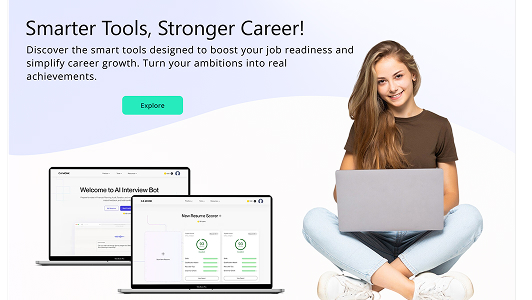 Smarter Tools, Stronger Career!
Discover the smart tools designed to boost your job readiness and
simplify career growth. Turn your ambitions into real
achievements.
Explore
Welcome to AI Interview Bot
New Resume Scorer